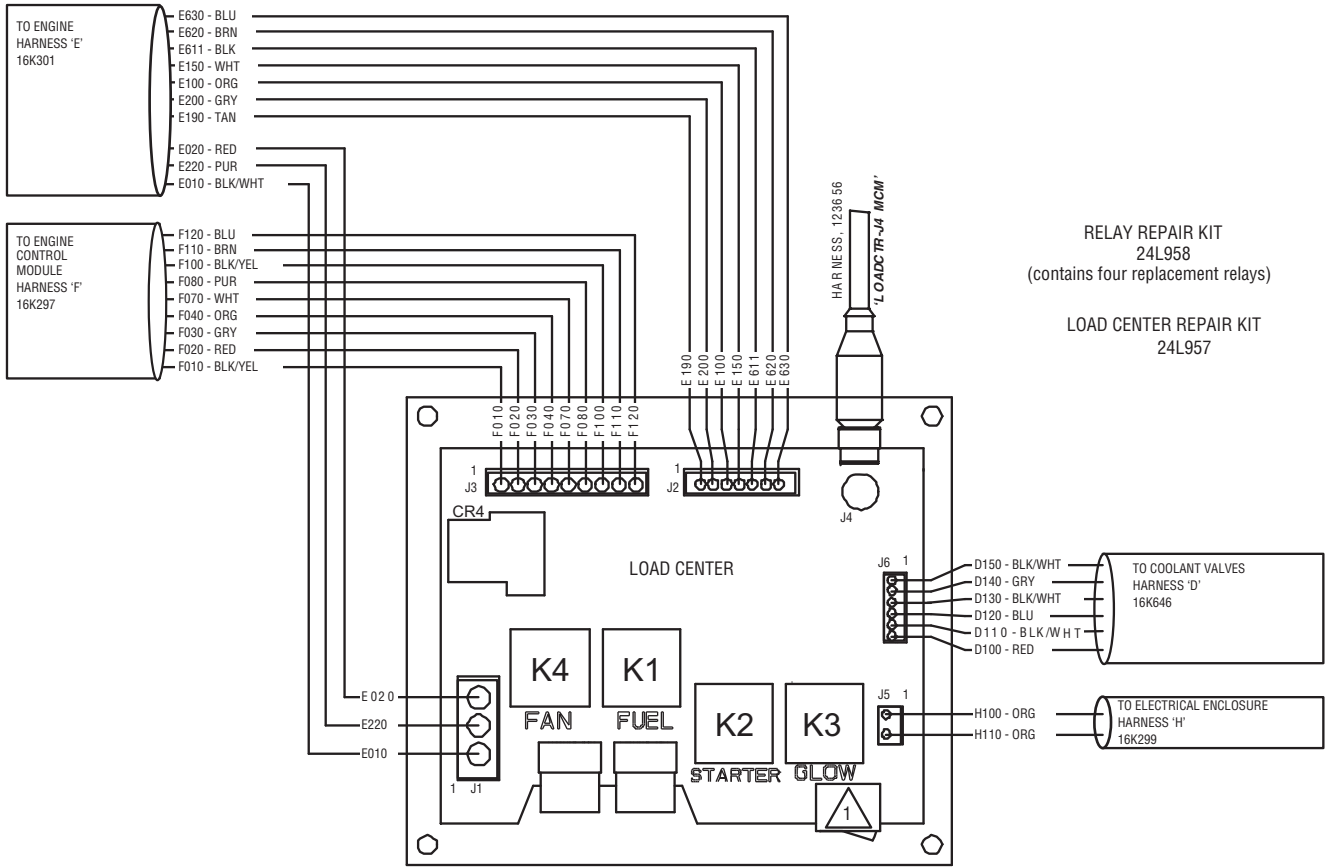 TO ENGINE
HARNESS 'E'
16K301
E630 - BLU
E620 - BRN
E611 - BLK
E150 - WHT
E100 - ORG
E200 - GRY
E190 - TAN
E020 - RED
E220 - PUR
E010 - BLK/WHT
TO ENGINE
CONTROL
MODULE
HARNESS 'F'
16K297
F120 - BLU
F110 - BRN
F100 - BLK/YEL
F080 - PUR
F070 - WHT
F040 - ORG
F030 - GRY
F020 - RED
F010 - BLK/YEL
HARNESS, 123656
'LOADCTR-J4 MCM'
RELAY REPAIR KIT
24L958
(contains four replacement relays)
LOAD CENTER REPAIR KIT
24L957
F010
F020
F030
F040
F070
F080
F100
F110
F120
E190
E200
E100
E150
E611
E620
E630
1
J3
1
J2
J4
CR4
LOAD CENTER
J6 1
D150 - BLK/WHT
D140 - GRY
D130 - BLK/WHT
D120 - BLU
D110 - BLK/WHT
D100 - RED
TO COOLANT VALVES
HARNESS 'D'
16K646
K4
FAN
K1
FUEL
K2
STARTER
K3
GLOW
J5 1
H100 - ORG
H110 - ORG
TO ELECTRICAL ENCLOSURE
HARNESS 'H'
16K299
E020
E220
E010
1 J1
1